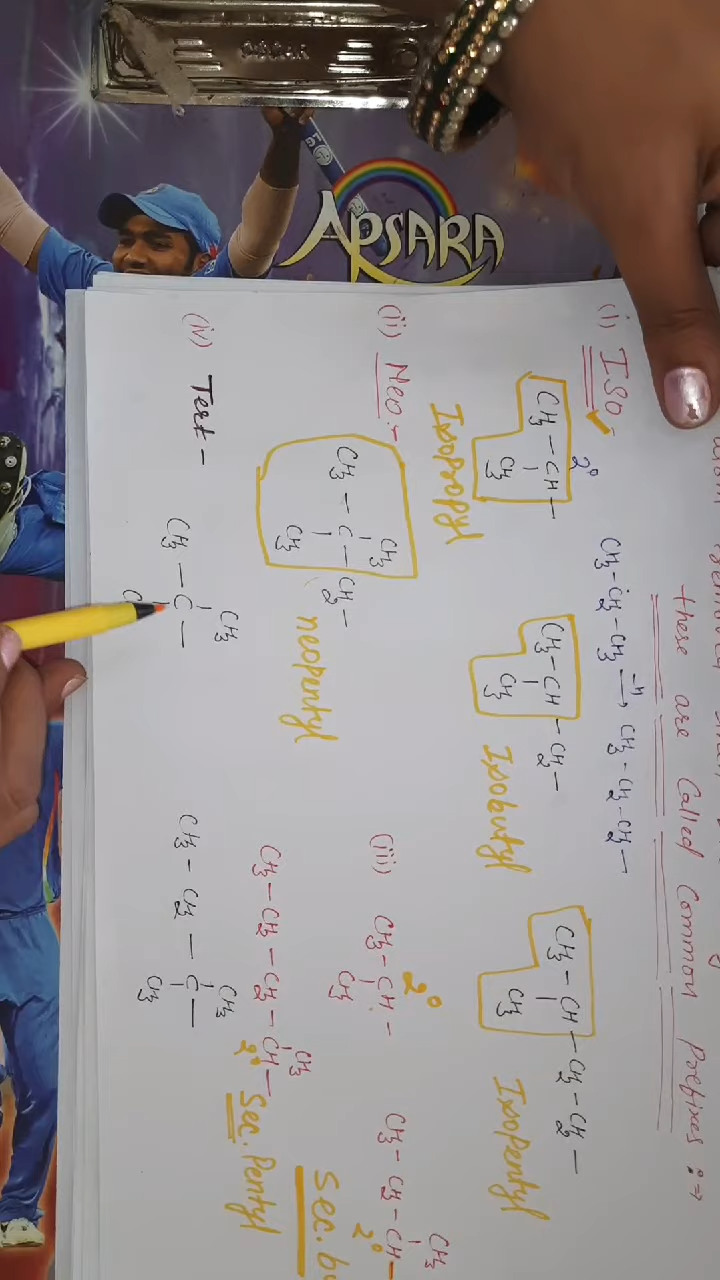 these are Called Common Prefixes :⇒
CH3-CH2-CH3 -H→ CH3-CH2-CH2-
(i) Iso :-
2°
CH3 - CH -
CH3
CH3 - CH - CH2 -
CH3
CH3 - CH - CH2 - CH2 -
CH3
Isopropyl
Isobutyl
Isopentyl
(ii) Neo :-
CH3
CH3 - C - CH2 -
CH3
neopentyl
(iii)
2°
CH3 - CH -
CH3
CH3
CH3 - CH2 - CH -
2°
Sec.
CH3
CH3 - CH2 - CH2 - CH -
2°
Sec. Pentyl
(iv) Tert -
CH3
CH3 - C -
CH3
CH3 - CH2 - C -
CH3
APSARA
LG